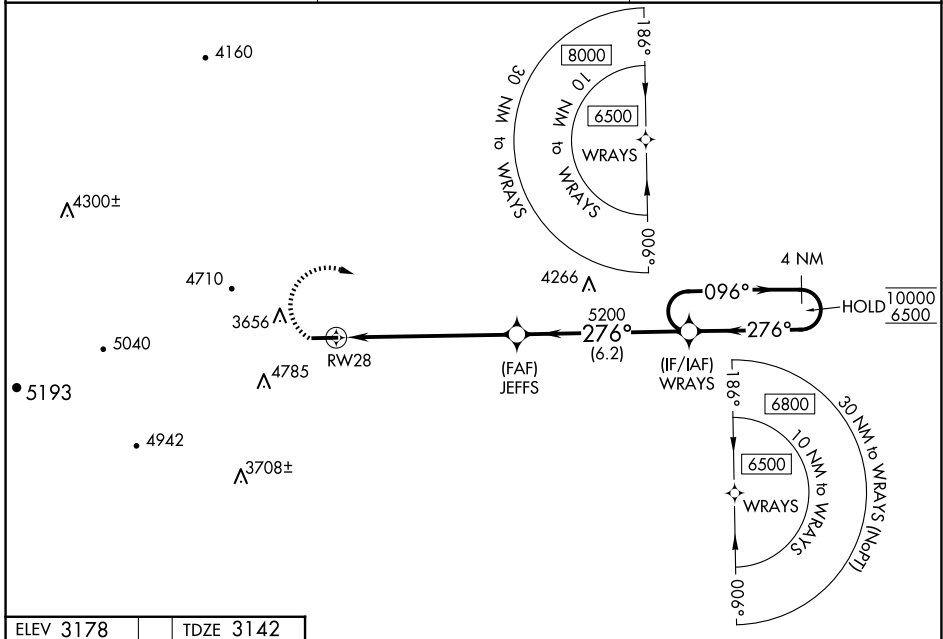 4160
186°
8000
30 NM to WRAYS
10 NM to WRAYS
6500
WRAYS
006°
4300±
4710
3656
4266
4 NM
096°
HOLD 10000
6500
5200
276°
(6.2)
276°
RW28
(FAF)
JEFFS
(IF/IAF)
WRAYS
5040
4785
5193
4942
3708±
186°
6800
30 NM to WRAYS (NoPT)
10 NM to WRAYS
6500
WRAYS
006°
ELEV 3178
TDZE 3142